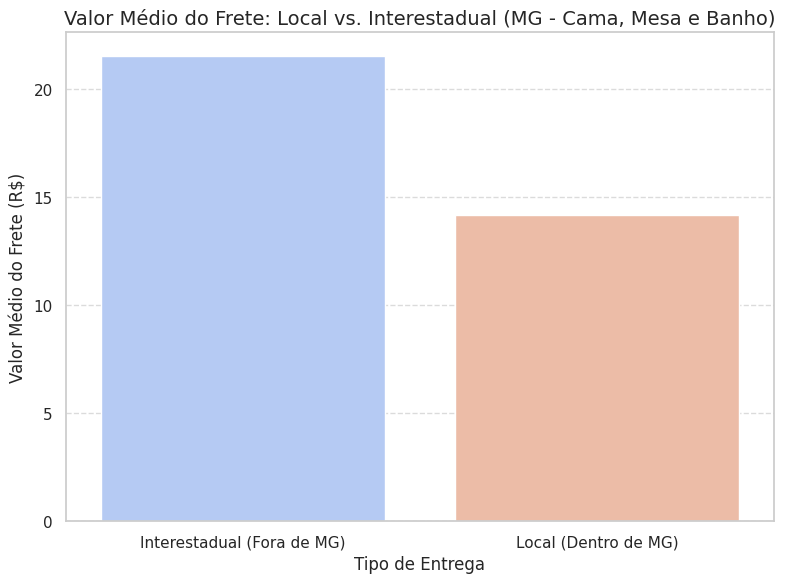 Valor Médio do Frete: Local vs. Interestadual (MG - Cama, Mesa e Banho)
Valor Médio do Frete (R$)
20
15
10
5
0
Interestadual (Fora de MG)
Local (Dentro de MG)
Tipo de Entrega